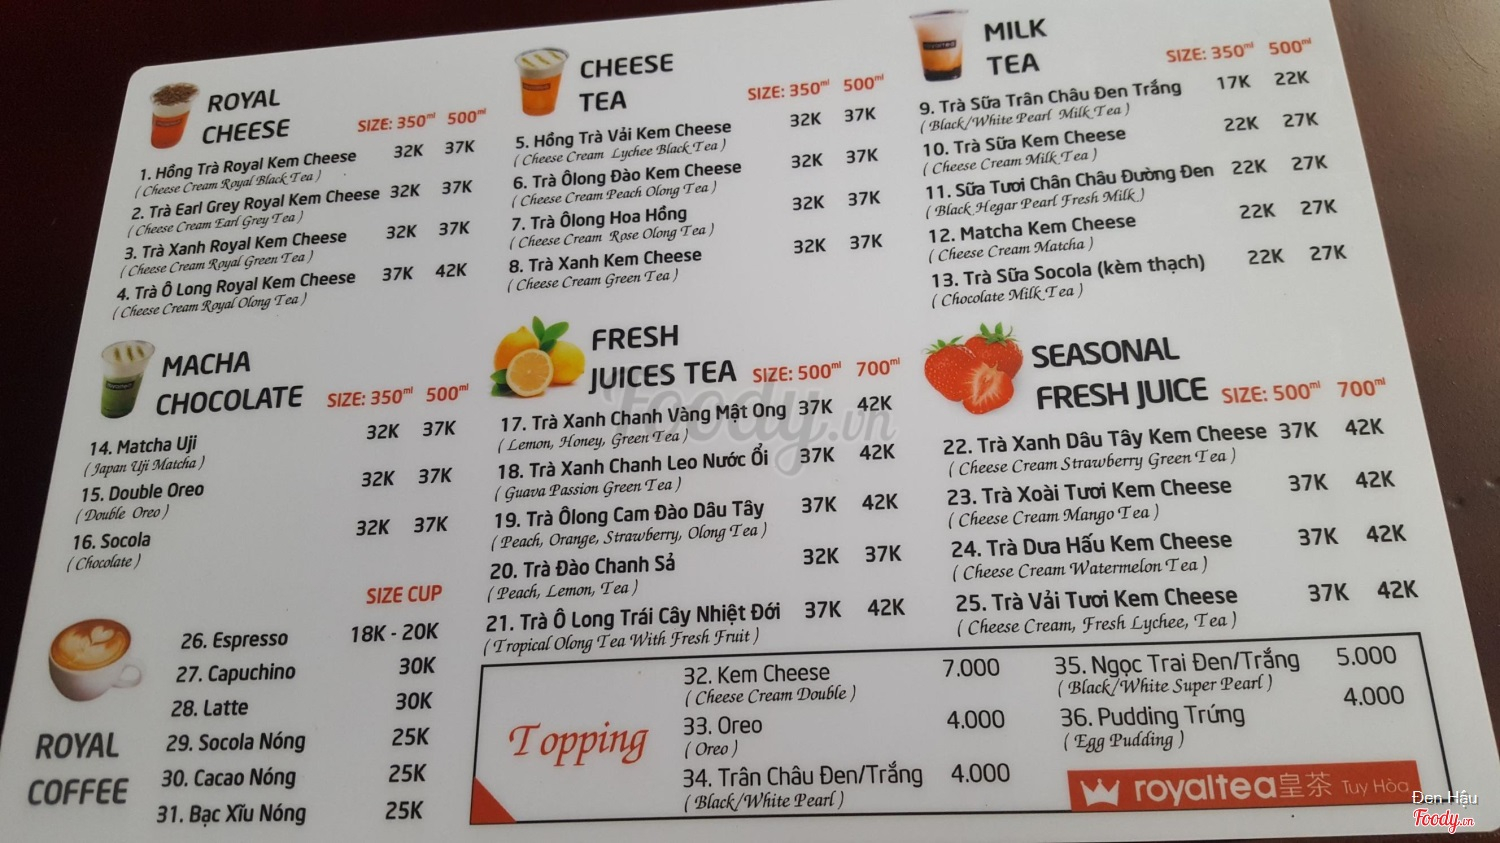 ROYAL
CHEESE
SIZE: 350ml 500ml
1. Hồng Trà Royal Kem Cheese 32K 37K
( Cheese Cream Royal Black Tea )
2. Trà Earl Grey Royal Kem Cheese 32K 37K
( Cheese Cream Earl Grey Tea )
3. Trà Xanh Royal Kem Cheese 32K 37K
( Cheese Cream Royal Green Tea )
4. Trà Ô Long Royal Kem Cheese 37K 42K
( Cheese Cream Royal Olong Tea )
CHEESE
TEA
SIZE: 350ml 500ml
5. Hồng Trà Vải Kem Cheese 32K 37K
( Cheese Cream Lychee Black Tea )
6. Trà Ôlong Đào Kem Cheese 32K 37K
( Cheese Cream Peach Olong Tea )
7. Trà Ôlong Hoa Hồng 32K 37K
( Cheese Cream Rose Olong Tea )
8. Trà Xanh Kem Cheese 32K 37K
( Cheese Cream Green Tea )
MILK
TEA
SIZE: 350ml 500ml
9. Trà Sữa Trân Châu Đen Trắng 17K 22K
( Black/White Pearl Milk Tea )
10. Trà Sữa Kem Cheese 22K 27K
( Cheese Cream Milk Tea )
11. Sữa Tươi Chân Châu Đường Đen 22K 27K
( Black Hegar Pearl Fresh Milk )
12. Matcha Kem Cheese 22K 27K
( Cheese Cream Matcha )
13. Trà Sữa Socola (kèm thạch) 22K 27K
( Chocolate Milk Tea )
MACHA
CHOCOLATE
SIZE: 350ml 500ml
14. Matcha Uji 32K 37K
( Japan Uji Matcha )
15. Double Oreo 32K 37K
( Double Oreo )
16. Socola 32K 37K
( Chocolate )
FRESH
JUICES TEA
SIZE: 500ml 700ml
17. Trà Xanh Chanh Vàng Mật Ong 37K 42K
( Lemon, Honey, Green Tea )
18. Trà Xanh Chanh Leo Nước Ổi 37K 42K
( Guava Passion Green Tea )
19. Trà Ôlong Cam Đào Dâu Tây 37K 42K
( Peach, Orange, Strawberry, Olong Tea )
20. Trà Đào Chanh Sả 32K 37K
( Peach, Lemon, Tea )
21. Trà Ô Long Trái Cây Nhiệt Đới 37K 42K
( Tropical Olong Tea With Fresh Fruit )
SEASONAL
FRESH JUICE
SIZE: 500ml 700ml
22. Trà Xanh Dâu Tây Kem Cheese 37K 42K
( Cheese Cream Strawberry Green Tea )
23. Trà Xoài Tươi Kem Cheese 37K 42K
( Cheese Cream Mango Tea )
24. Trà Dưa Hấu Kem Cheese 37K 42K
( Cheese Cream Watermelon Tea )
25. Trà Vải Tươi Kem Cheese 37K 42K
( Cheese Cream, Fresh Lychee, Tea )
ROYAL
COFFEE
SIZE CUP
26. Espresso 18K - 20K
27. Capuchino 30K
28. Latte 30K
29. Socola Nóng 25K
30. Cacao Nóng 25K
31. Bạc Xĩu Nóng 25K
Topping
32. Kem Cheese 7.000
( Cheese Cream Double )
33. Oreo 4.000
( Oreo )
34. Trân Châu Đen/Trắng 4.000
( Black/White Pearl )
35. Ngọc Trai Đen/Trắng 5.000
( Black/White Super Pearl )
36. Pudding Trứng 4.000
( Egg Pudding )
royaltea皇茶 Tuy Hòa
Foody.vn
Đen Hậu
Foody.vn